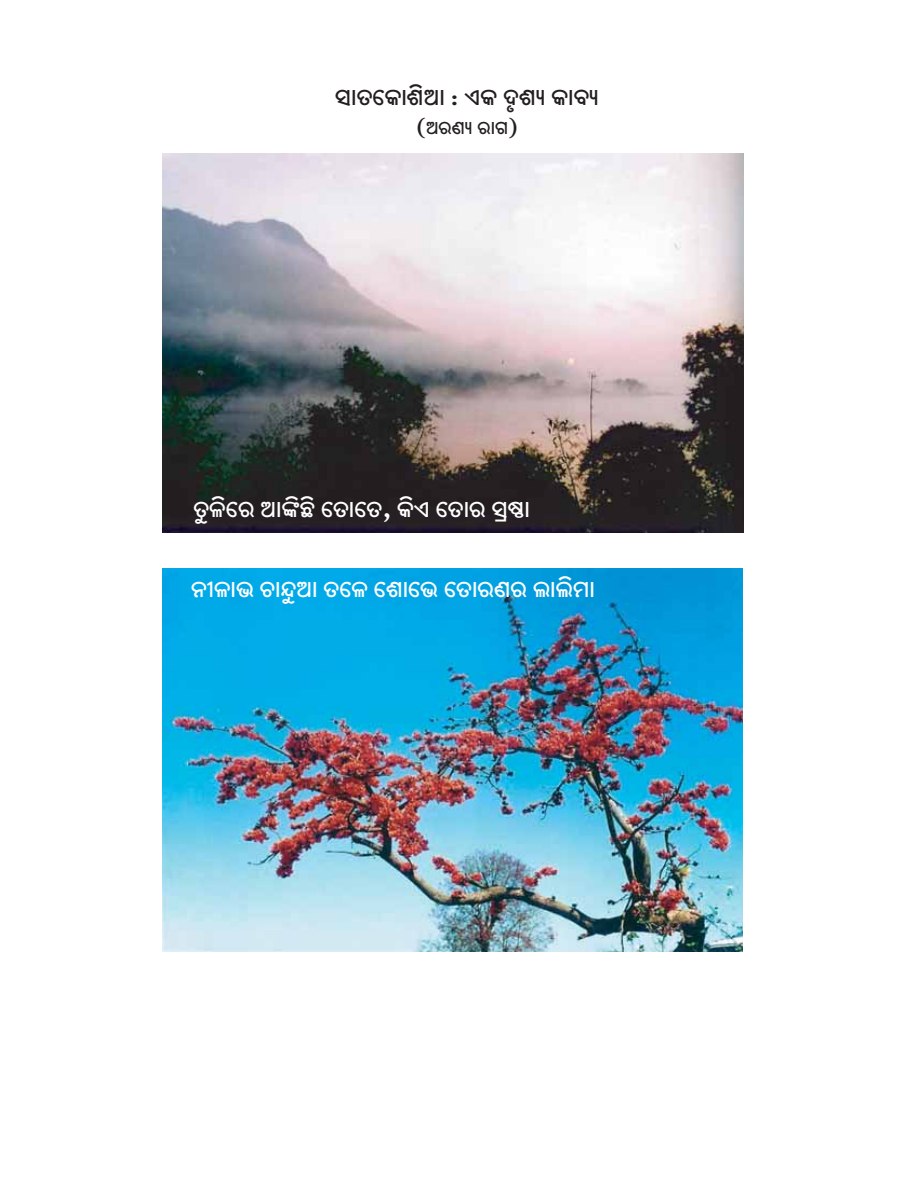 ସାତକୋଶିଆ : ଏକ ଦୃଶ୍ୟ କାବ୍ୟ
(ଅରଣ୍ୟ ରାଗ)
ତୁଳିରେ ଆଙ୍କିଛି ତୋତେ, କିଏ ତୋର ସ୍ରଷ୍ଟା
ନୀଳାଭ ଚାନ୍ଦୁଆ ତଳେ ଶୋଭେ ତୋରଣର ଲାଲିମା